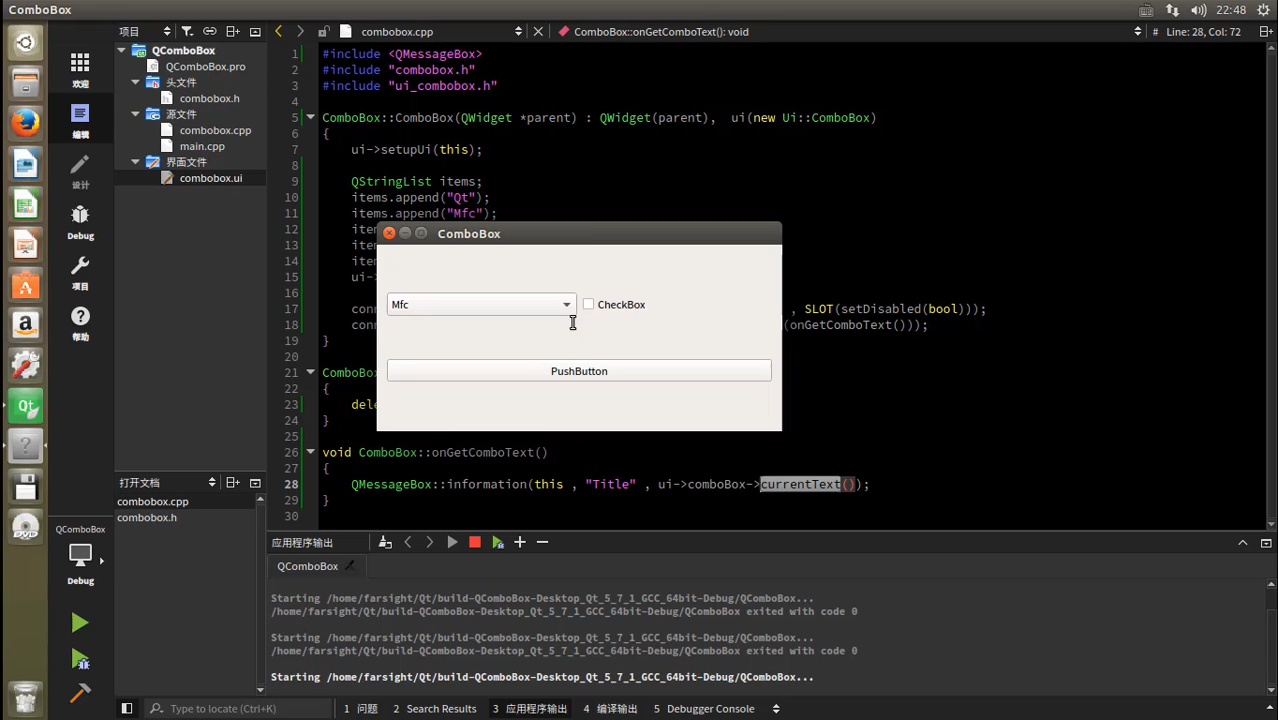 ComboBox
22:48
项目
combobox.cpp
ComboBox::onGetComboText(): void
Line: 28, Col: 72
欢迎
编辑
设计
Debug
项目
帮助
QComboBox
QComboBox.pro
头文件
combobox.h
源文件
combobox.cpp
main.cpp
界面文件
combobox.ui
1 #include <QMessageBox>
2 #include "combobox.h"
3 #include "ui_combobox.h"
4
5 ComboBox::ComboBox(QWidget *parent) : QWidget(parent),  ui(new Ui::ComboBox)
6 {
7 ui->setupUi(this);
8
9 QStringList items;
10 items.append("Qt");
11 items.append("Mfc");
12 item
13 item
14 item
15 ui->
16
17 conn , SLOT(setDisabled(bool)));
18 conn (onGetComboText()));
19 }
20
21 ComboBo
22 {
23 dele
24 }
25
26 void ComboBox::onGetComboText()
27 {
28 QMessageBox::information(this , "Title" , ui->comboBox->currentText());
29 }
30
ComboBox
Mfc
CheckBox
PushButton
打开文档
combobox.cpp
combobox.h
QComboBox
Debug
应用程序输出
QComboBox
Starting /home/farsight/Qt/build-QComboBox-Desktop_Qt_5_7_1_GCC_64bit-Debug/QComboBox...
/home/farsight/Qt/build-QComboBox-Desktop_Qt_5_7_1_GCC_64bit-Debug/QComboBox exited with code 0
Starting /home/farsight/Qt/build-QComboBox-Desktop_Qt_5_7_1_GCC_64bit-Debug/QComboBox...
/home/farsight/Qt/build-QComboBox-Desktop_Qt_5_7_1_GCC_64bit-Debug/QComboBox exited with code 0
Starting /home/farsight/Qt/build-QComboBox-Desktop_Qt_5_7_1_GCC_64bit-Debug/QComboBox...
Type to locate (Ctrl+K)
1 问题
2 Search Results
3 应用程序输出
4 编译输出
5 Debugger Console